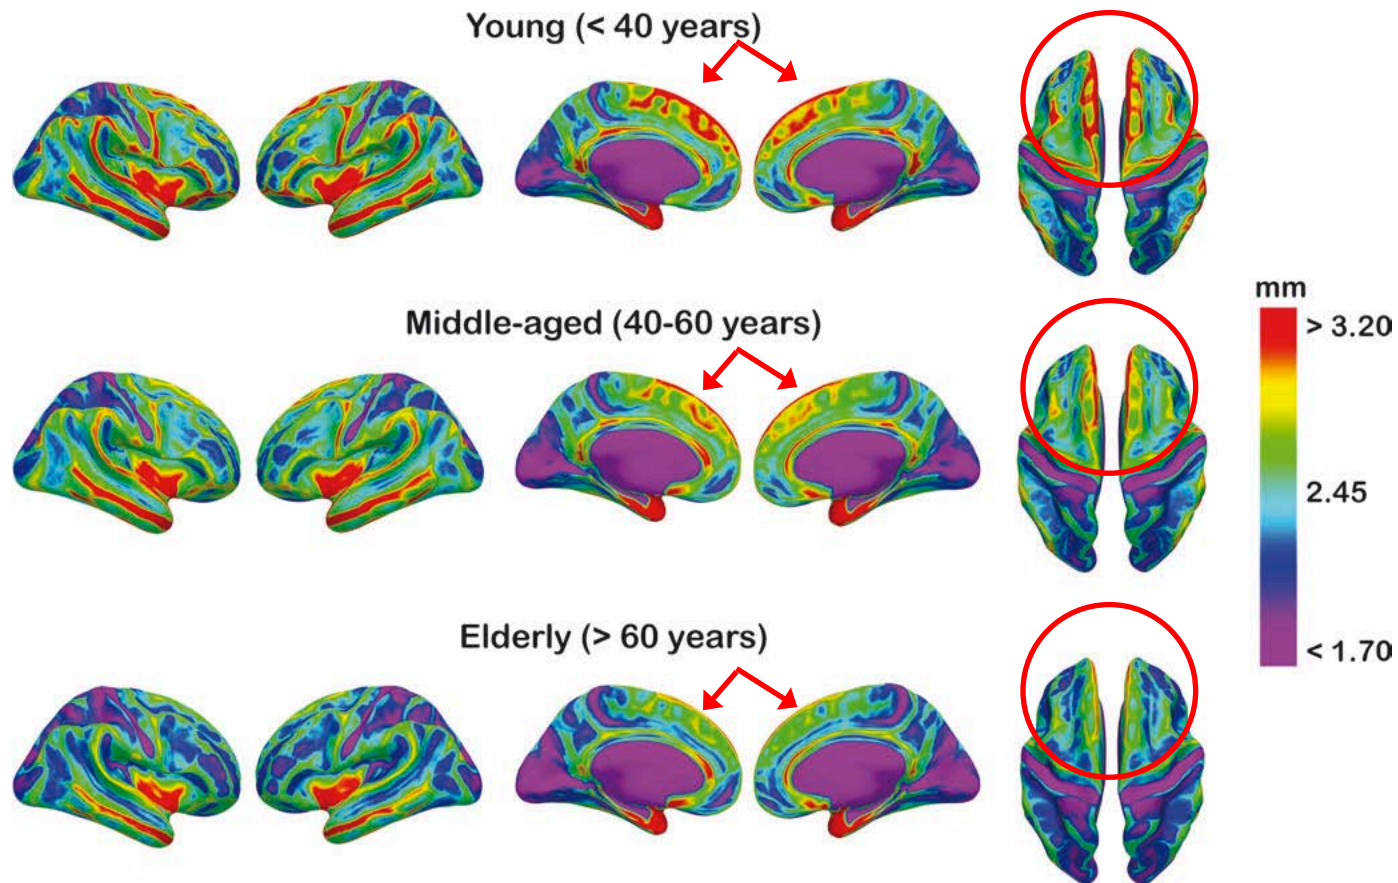 Young (< 40 years)
Middle-aged (40-60 years)
Elderly (> 60 years)
mm
> 3.20
2.45
< 1.70